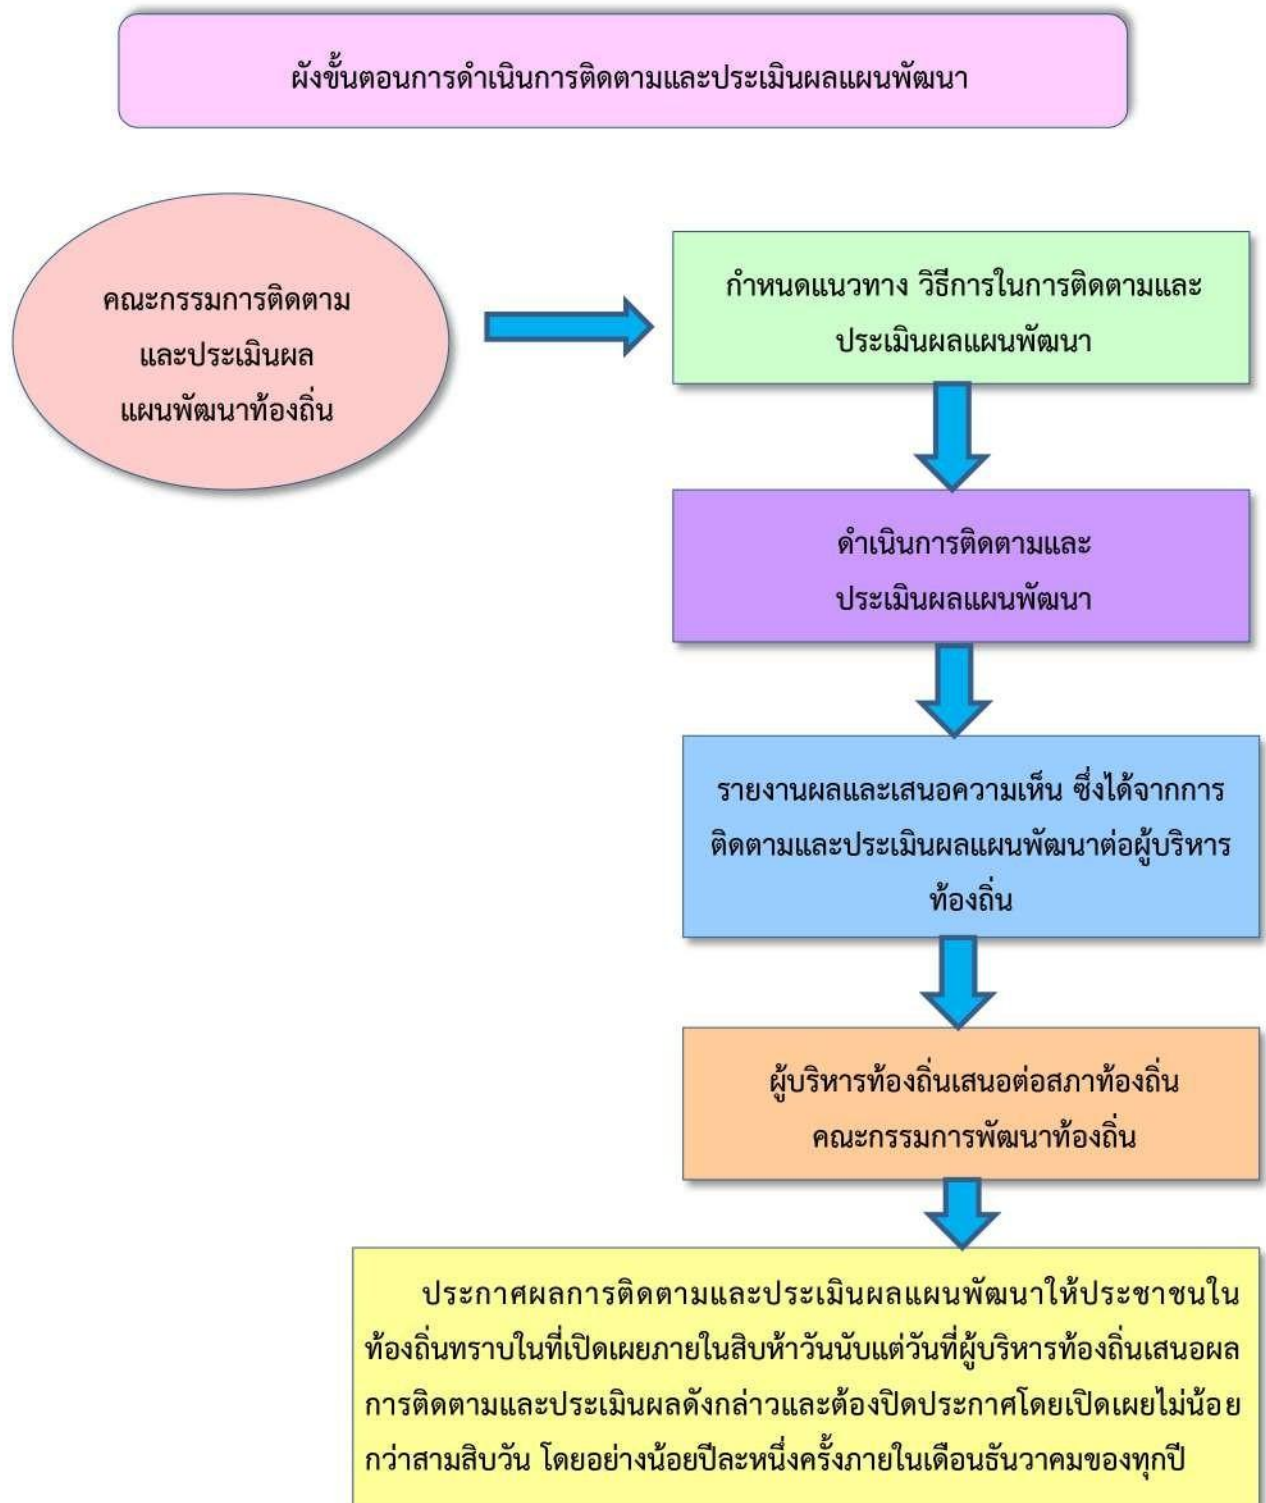 ผังขั้นตอนการดำเนินการติดตามและประเมินผลแผนพัฒนา
คณะกรรมการติดตาม
และประเมินผล
แผนพัฒนาท้องถิ่น
กำหนดแนวทาง วิธีการในการติดตามและ
ประเมินผลแผนพัฒนา
ดำเนินการติดตามและ
ประเมินผลแผนพัฒนา
รายงานผลและเสนอความเห็น ซึ่งได้จากการ
ติดตามและประเมินผลแผนพัฒนาต่อผู้บริหาร
ท้องถิ่น
ผู้บริหารท้องถิ่นเสนอต่อสภาท้องถิ่น
คณะกรรมการพัฒนาท้องถิ่น
ประกาศผลการติดตามและประเมินผลแผนพัฒนาให้ประชาชนใน
ท้องถิ่นทราบในที่เปิดเผยภายในสิบห้าวันนับแต่วันที่ผู้บริหารท้องถิ่นเสนอผล
การติดตามและประเมินผลดังกล่าวและต้องปิดประกาศโดยเปิดเผยไม่น้อย
กว่าสามสิบวัน โดยอย่างน้อยปีละหนึ่งครั้งภายในเดือนธันวาคมของทุกปี